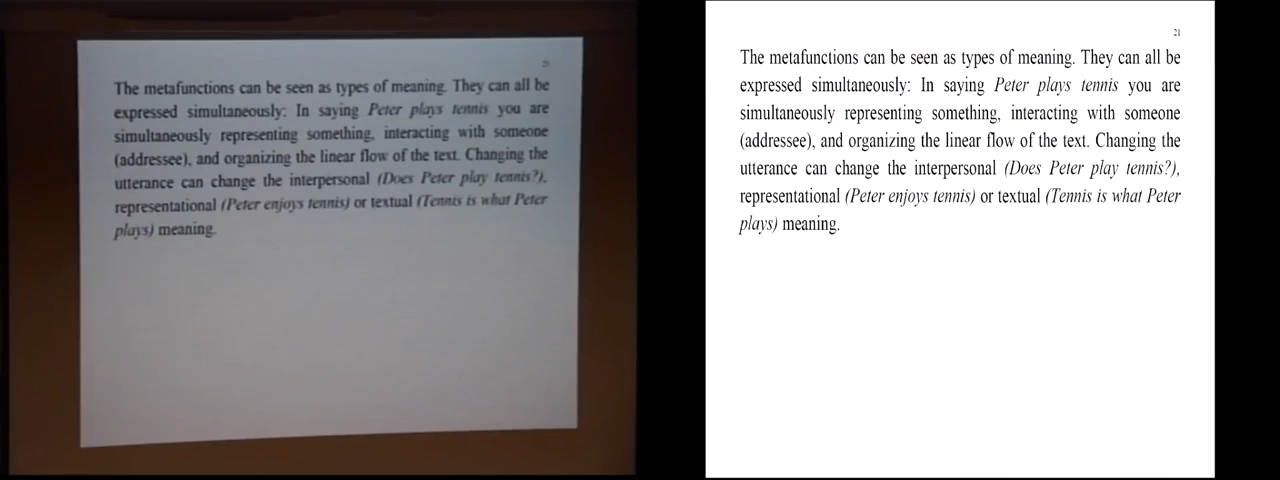 21
The metafunctions can be seen as types of meaning. They can all be
expressed simultaneously: In saying Peter plays tennis you are
simultaneously representing something, interacting with someone
(addressee), and organizing the linear flow of the text. Changing the
utterance can change the interpersonal (Does Peter play tennis?),
representational (Peter enjoys tennis) or textual (Tennis is what Peter
plays) meaning.
21
The metafunctions can be seen as types of meaning. They can all be
expressed simultaneously: In saying Peter plays tennis you are
simultaneously representing something, interacting with someone
(addressee), and organizing the linear flow of the text. Changing the
utterance can change the interpersonal (Does Peter play tennis?),
representational (Peter enjoys tennis) or textual (Tennis is what Peter
plays) meaning.